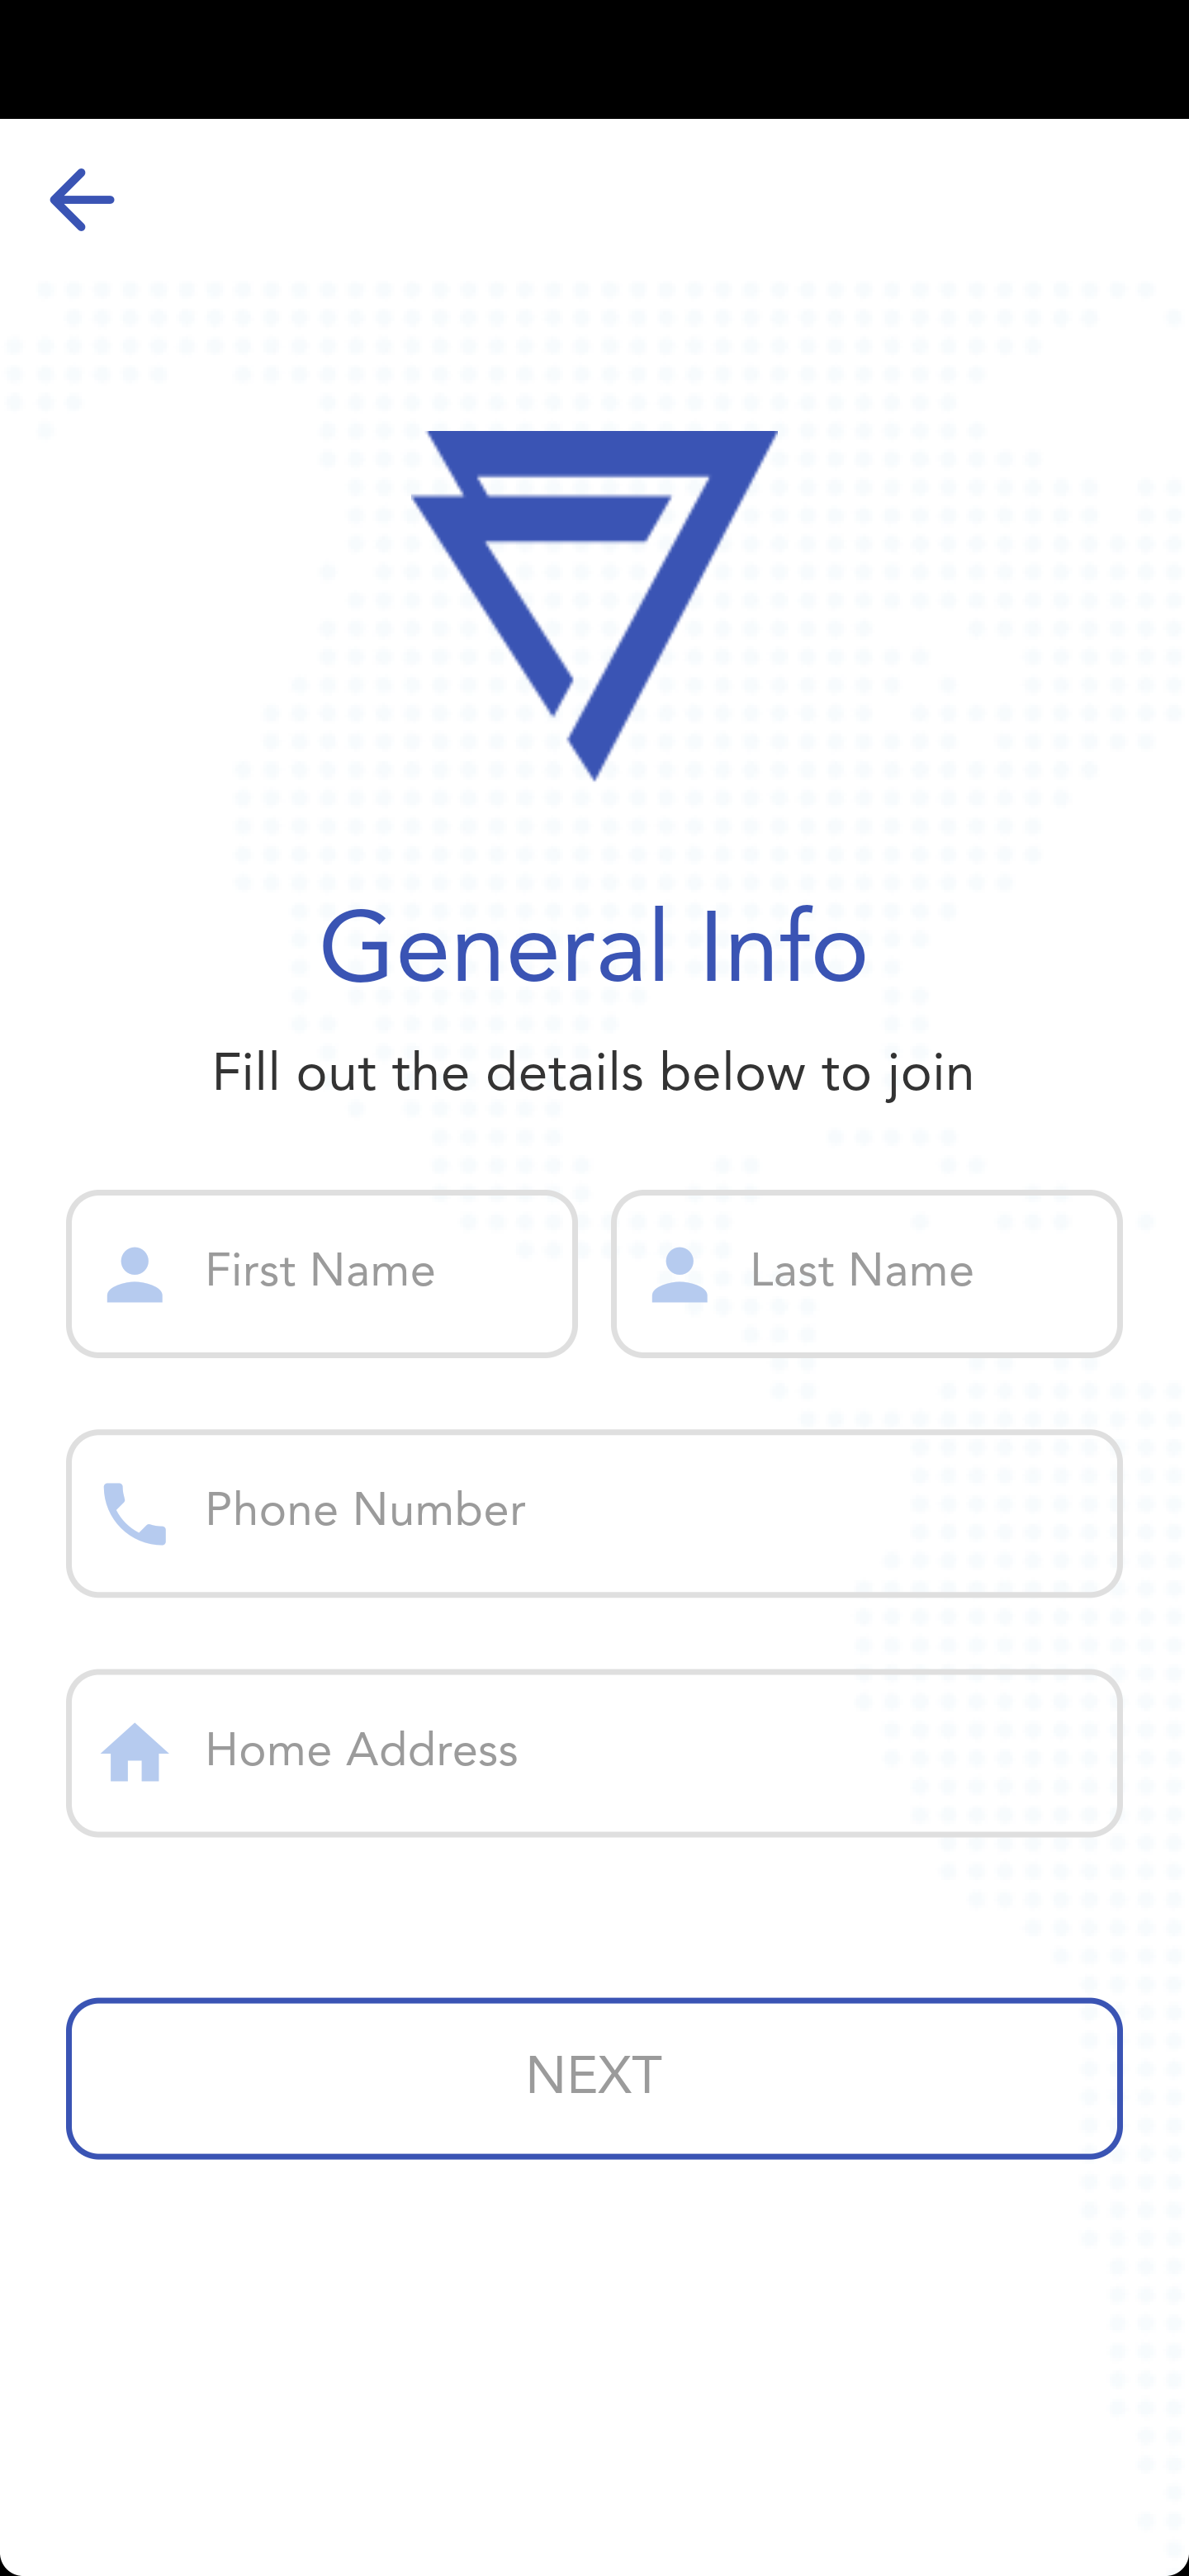 General Info
Fill out the details below to join
First Name
Last Name
Phone Number
Home Address
NEXT